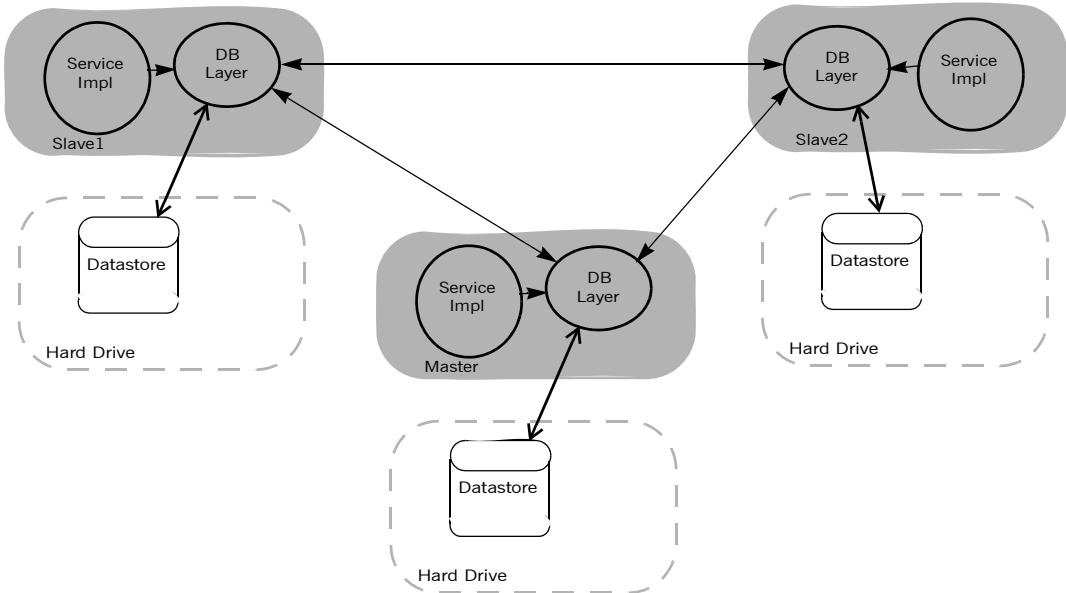 Service
Impl
DB
Layer
Slave1
DB
Layer
Service
Impl
Slave2
Datastore
Hard Drive
Datastore
Hard Drive
Service
Impl
DB
Layer
Master
Datastore
Hard Drive